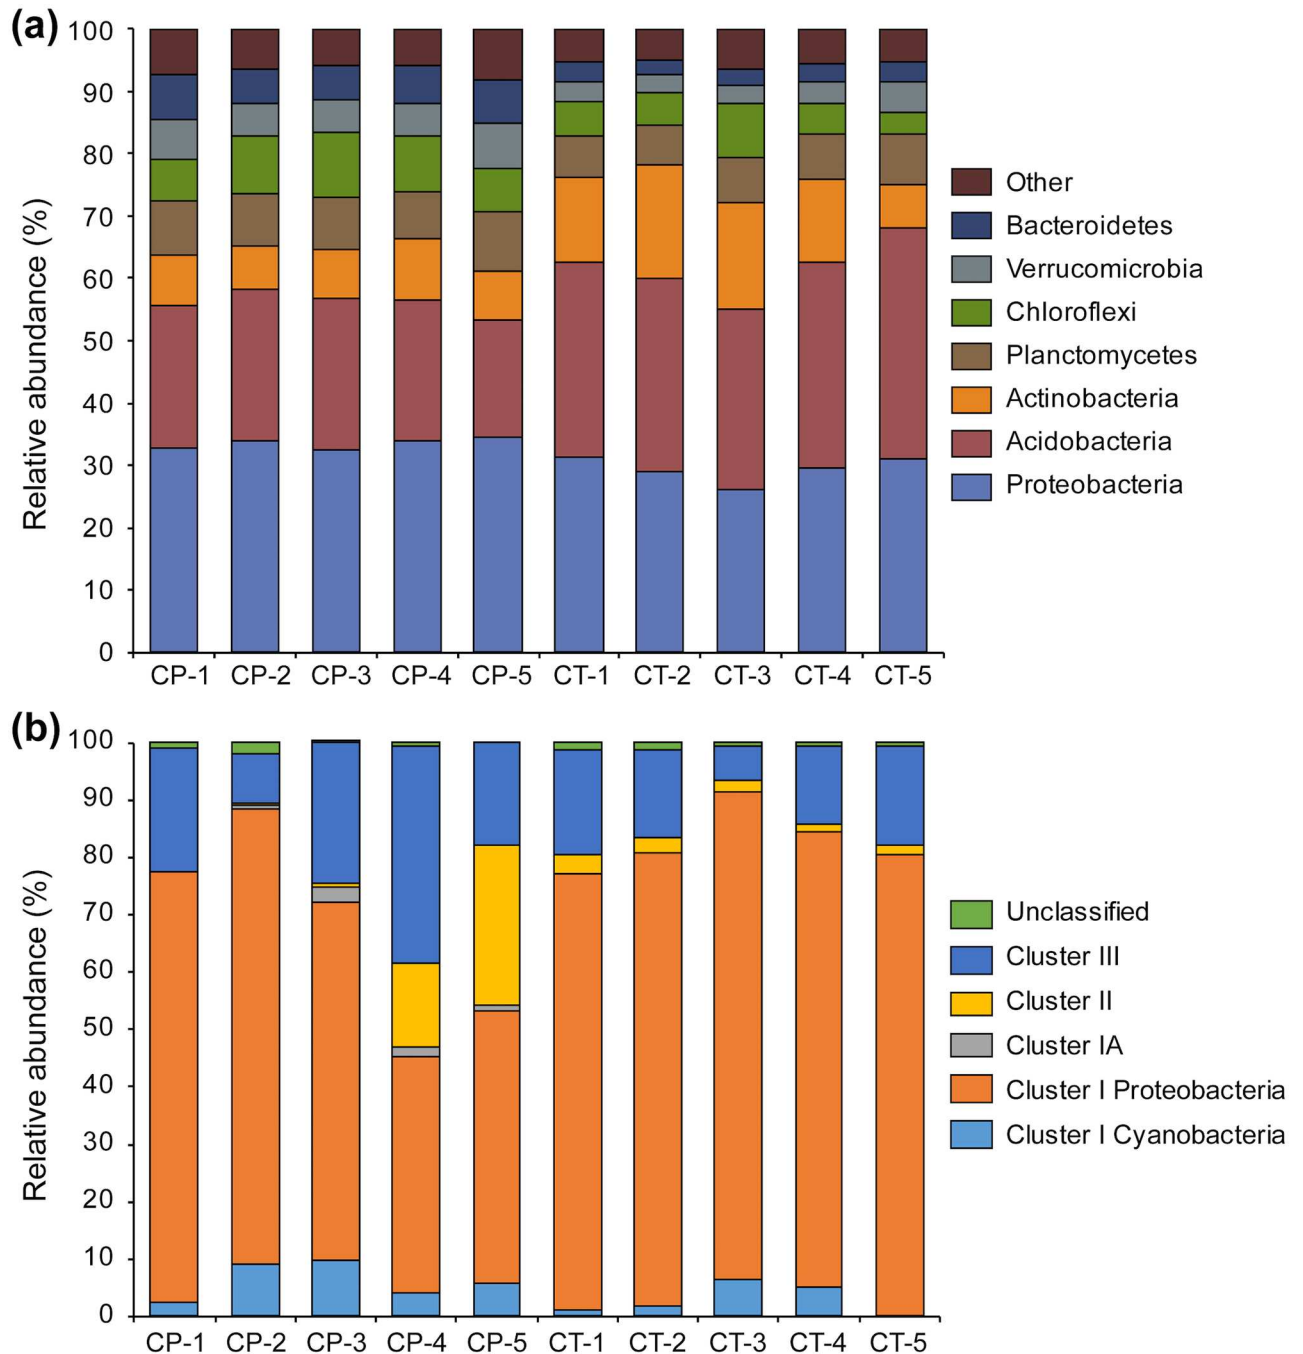 (a)
Relative abundance (%)
100
90
80
70
60
50
40
30
20
10
0
CP-1 CP-2 CP-3 CP-4 CP-5 CT-1 CT-2 CT-3 CT-4 CT-5
Other
Bacteroidetes
Verrucomicrobia
Chloroflexi
Planctomycetes
Actinobacteria
Acidobacteria
Proteobacteria
(b)
Relative abundance (%)
100
90
80
70
60
50
40
30
20
10
0
CP-1 CP-2 CP-3 CP-4 CP-5 CT-1 CT-2 CT-3 CT-4 CT-5
Unclassified
Cluster III
Cluster II
Cluster IA
Cluster I Proteobacteria
Cluster I Cyanobacteria